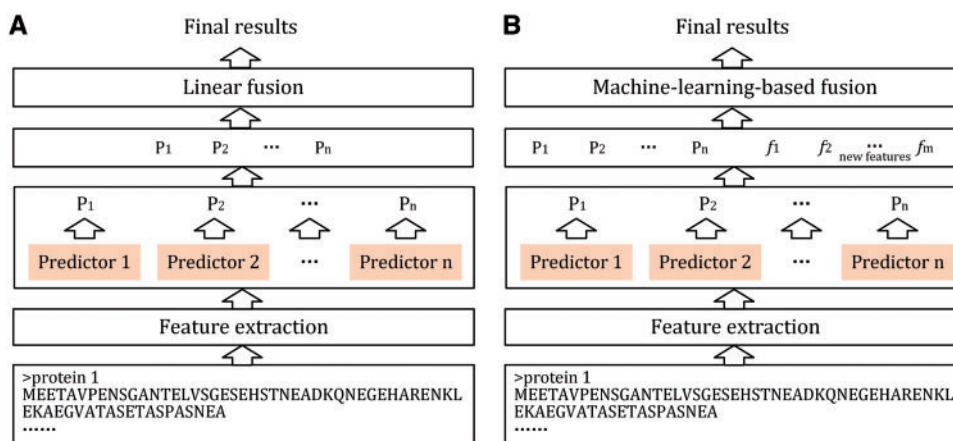 A
Final results
Linear fusion
P1 P2 ... Pn
P1 P2 ... Pn
Predictor 1 Predictor 2 ... Predictor n
Feature extraction
>protein 1
MEETAVPENSGANTELVSGESEHSTNEADKQNEGEHARENKL
EKAEGVATASETASPASNEA
......
B
Final results
Machine-learning-based fusion
P1 P2 ... Pn f1 f2 ... fm
new features
P1 P2 ... Pn
Predictor 1 Predictor 2 ... Predictor n
Feature extraction
>protein 1
MEETAVPENSGANTELVSGESEHSTNEADKQNEGEHARENKL
EKAEGVATASETASPASNEA
......